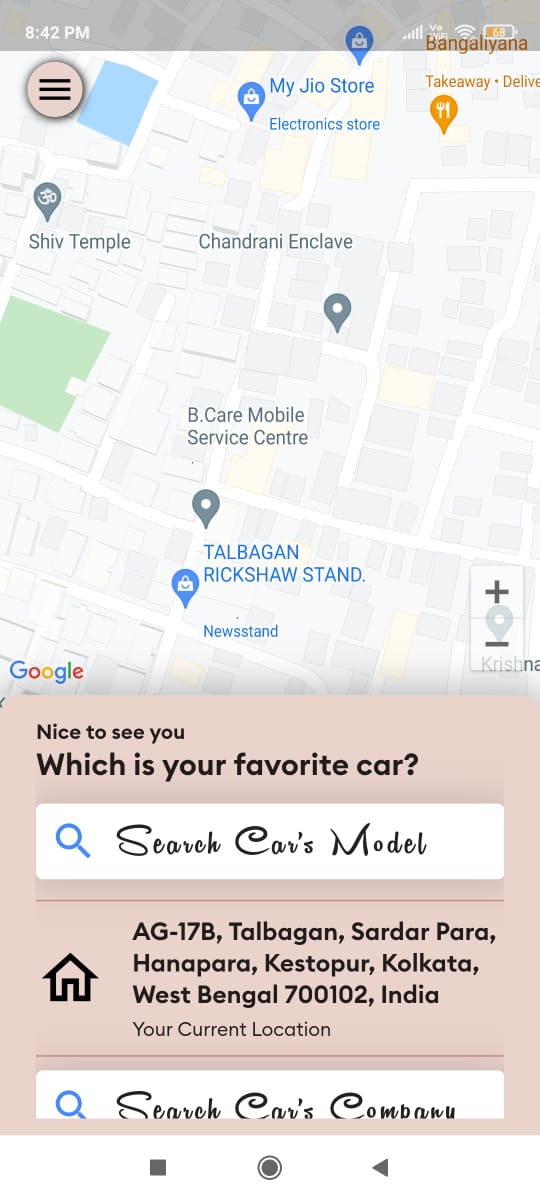 8:42 PM
Vo
WiFi
68
Bangaliyana
My Jio Store
Takeaway • Delive
Electronics store
Shiv Temple
Chandrani Enclave
B.Care Mobile
Service Centre
TALBAGAN
RICKSHAW STAND.
Newsstand
Krishna
Google
Nice to see you
Which is your favorite car?
Search Car's Model
AG-17B, Talbagan, Sardar Para,
Hanapara, Kestopur, Kolkata,
West Bengal 700102, India
Your Current Location
Search Car's Company